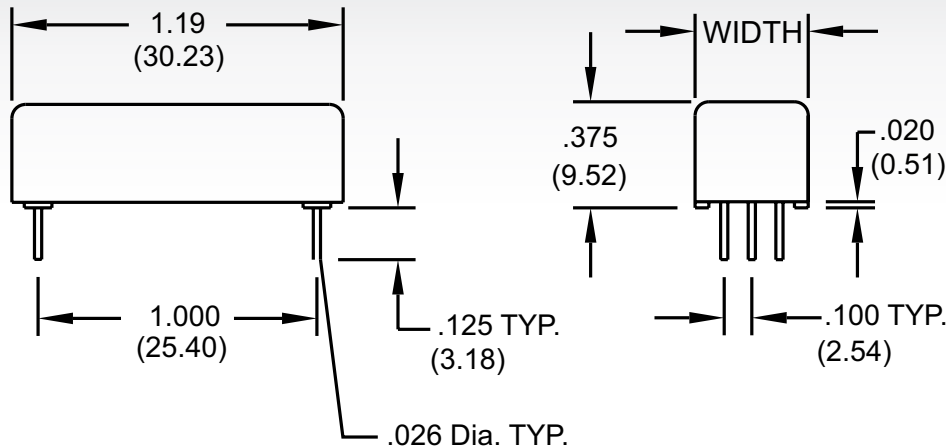 1.19
(30.23)
WIDTH
.375
(9.52)
.020
(0.51)
1.000
(25.40)
.125 TYP.
(3.18)
.100 TYP.
(2.54)
.026 Dia. TYP.